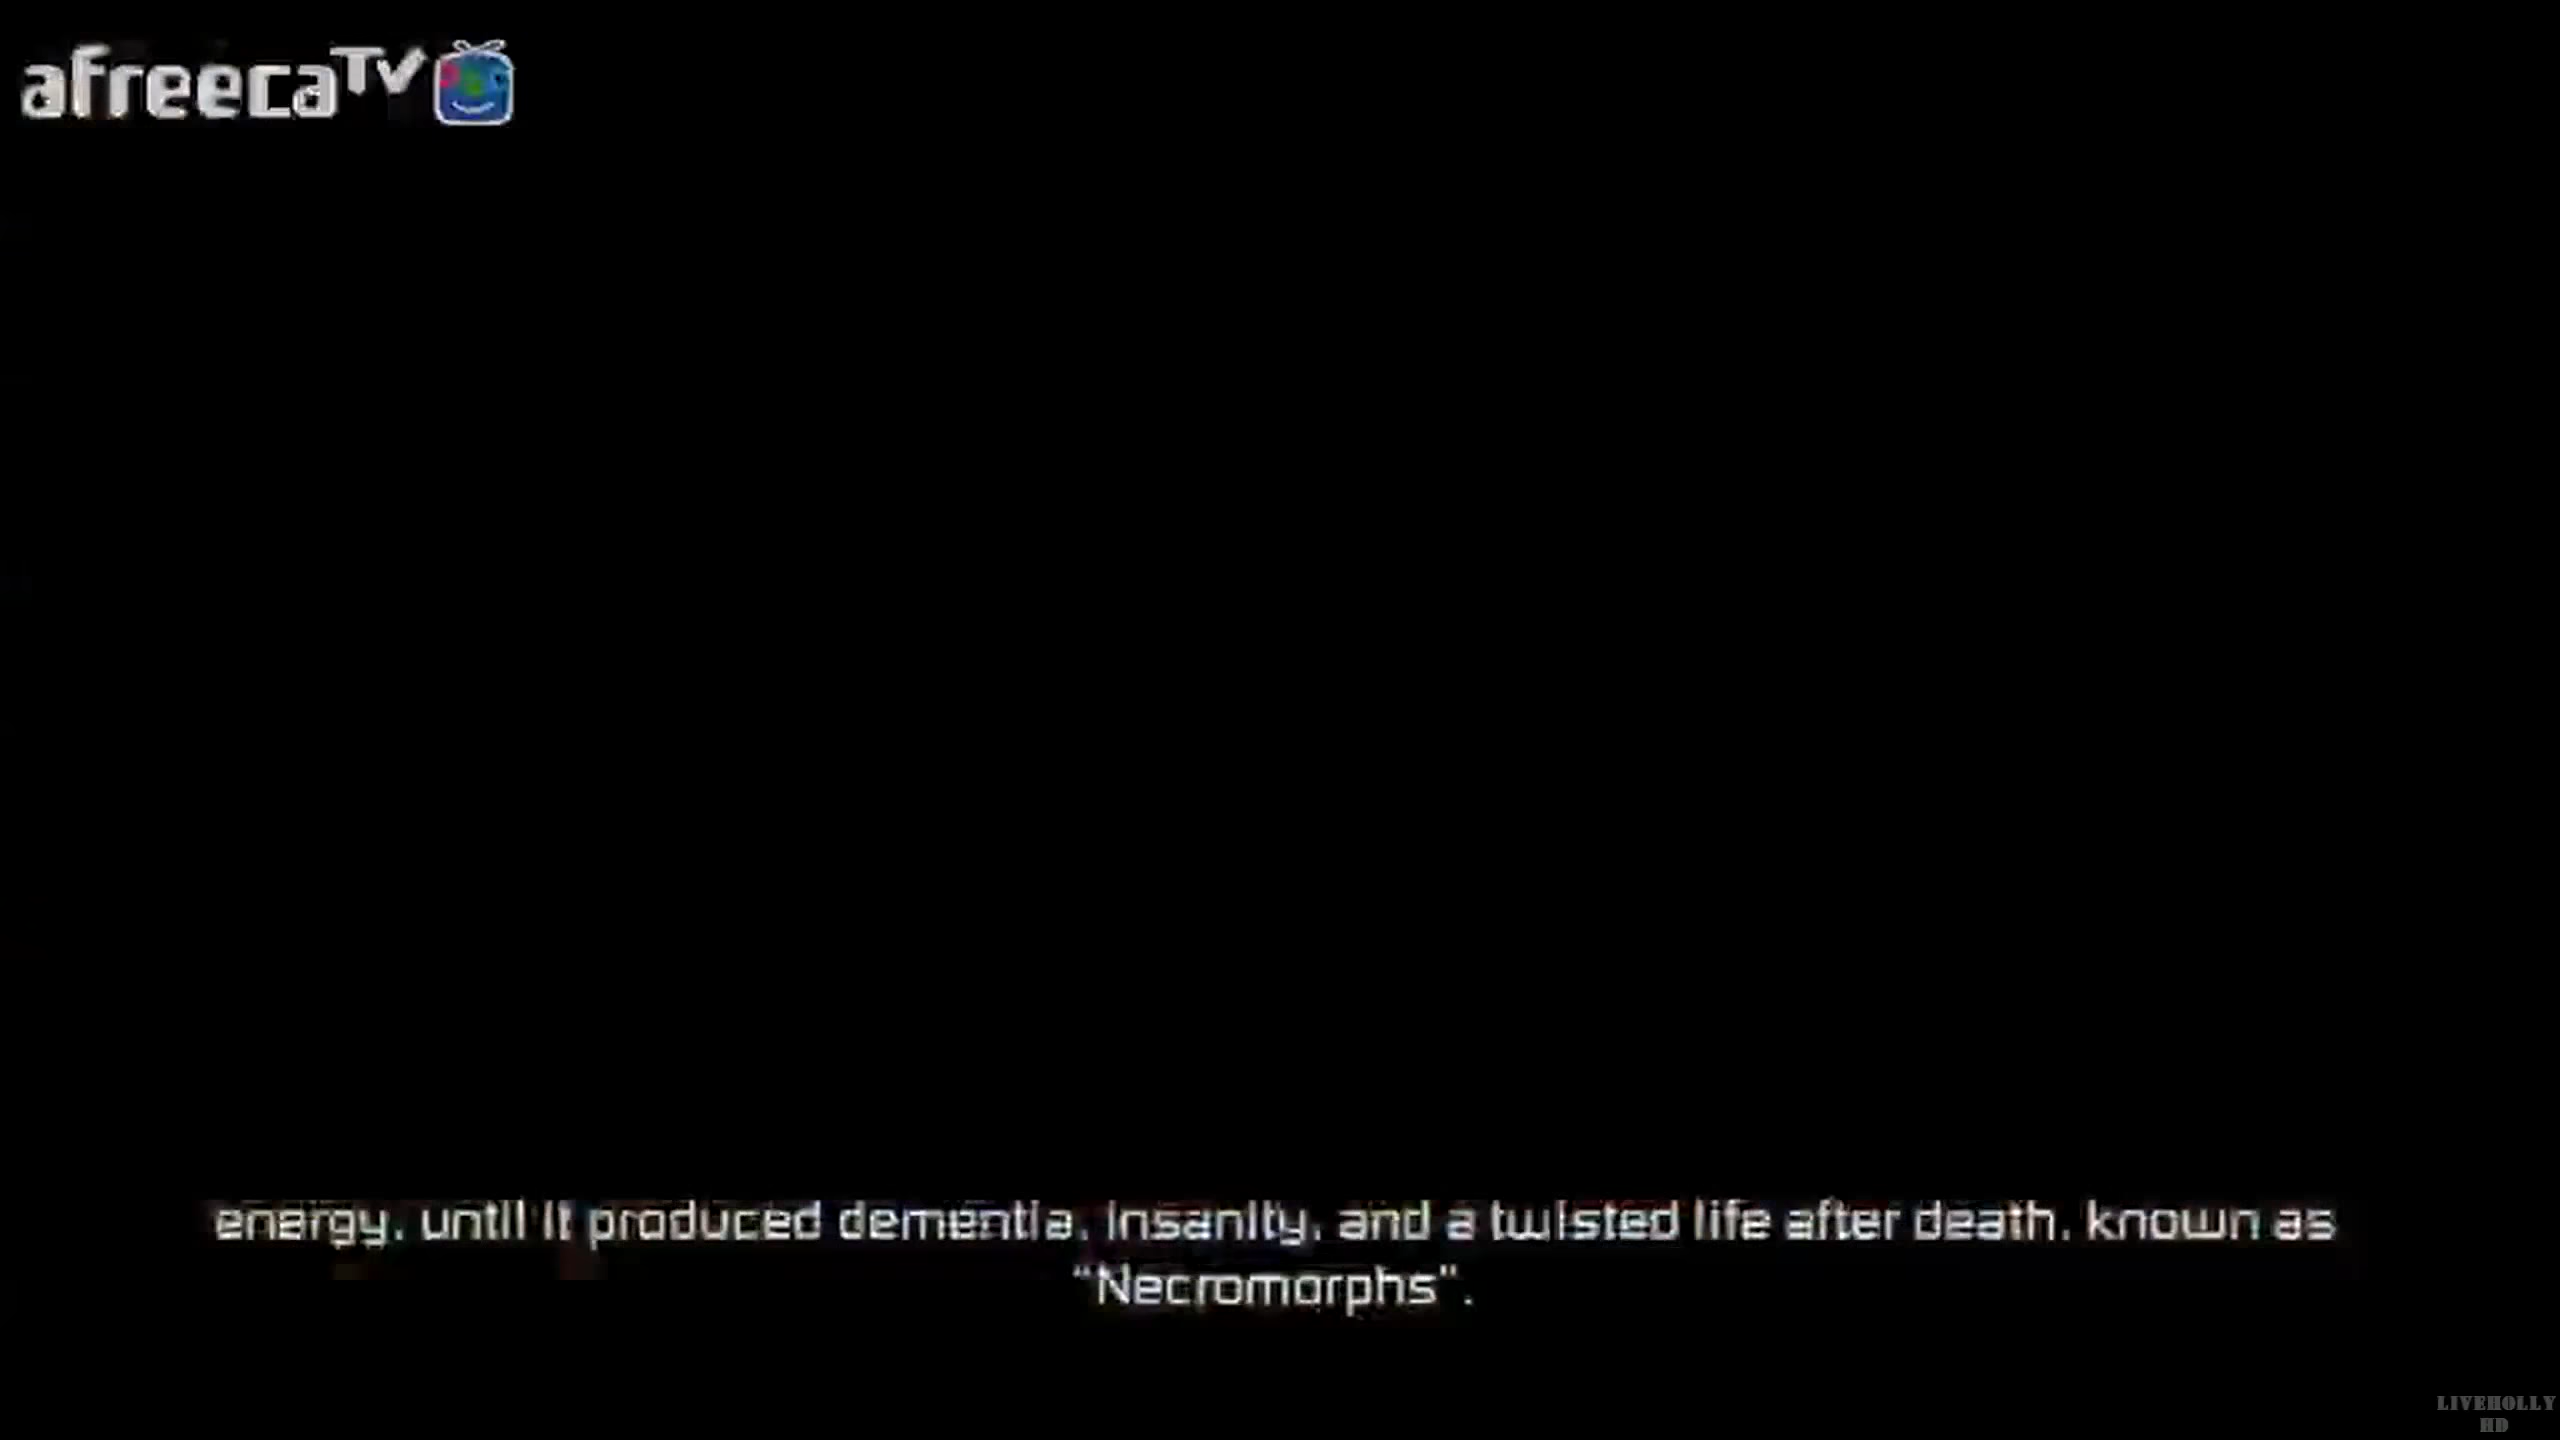 afreecaTV
energy, until it produced dementia, insanity, and a twisted life after death, known as
"Necromorphs".
LIVEHOLLY
HD